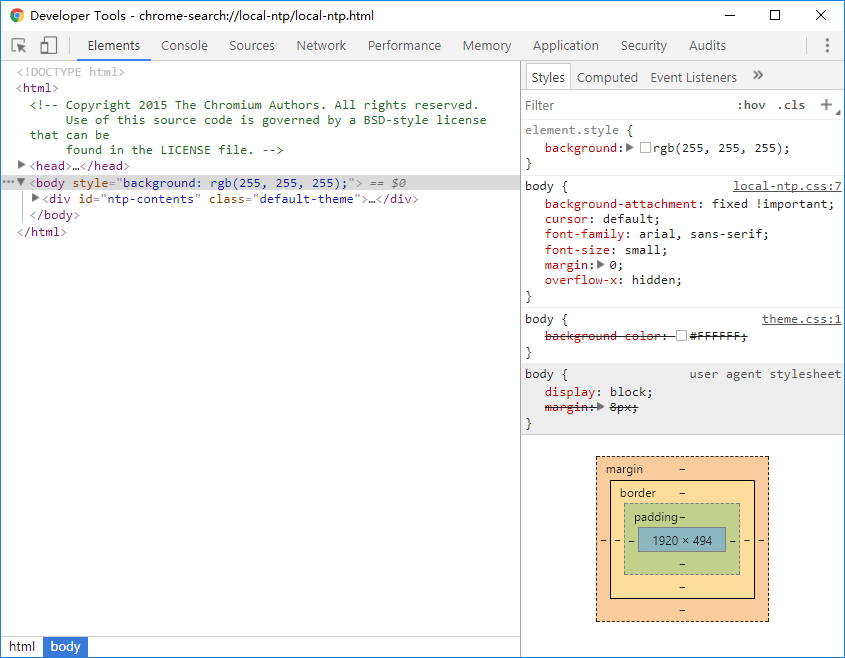 Developer Tools - chrome-search://local-ntp/local-ntp.html
Elements Console Sources Network Performance Memory Application Security Audits
<!DOCTYPE html>
<html>
<!-- Copyright 2015 The Chromium Authors. All rights reserved.
Use of this source code is governed by a BSD-style license
that can be
found in the LICENSE file. -->
<head>…</head>
<body style="background: rgb(255, 255, 255);"> == $0
<div id="ntp-contents" class="default-theme">…</div>
</body>
</html>
html body
Styles Computed Event Listeners »
Filter :hov .cls +
element.style {
background: rgb(255, 255, 255);
}
body { local-ntp.css:7
background-attachment: fixed !important;
cursor: default;
font-family: arial, sans-serif;
font-size: small;
margin: 0;
overflow-x: hidden;
}
body { theme.css:1
background-color: #FFFFFF;
}
body { user agent stylesheet
display: block;
margin: 8px;
}
margin –
border –
padding –
– – – 1920 × 494 – – –
–
–
–